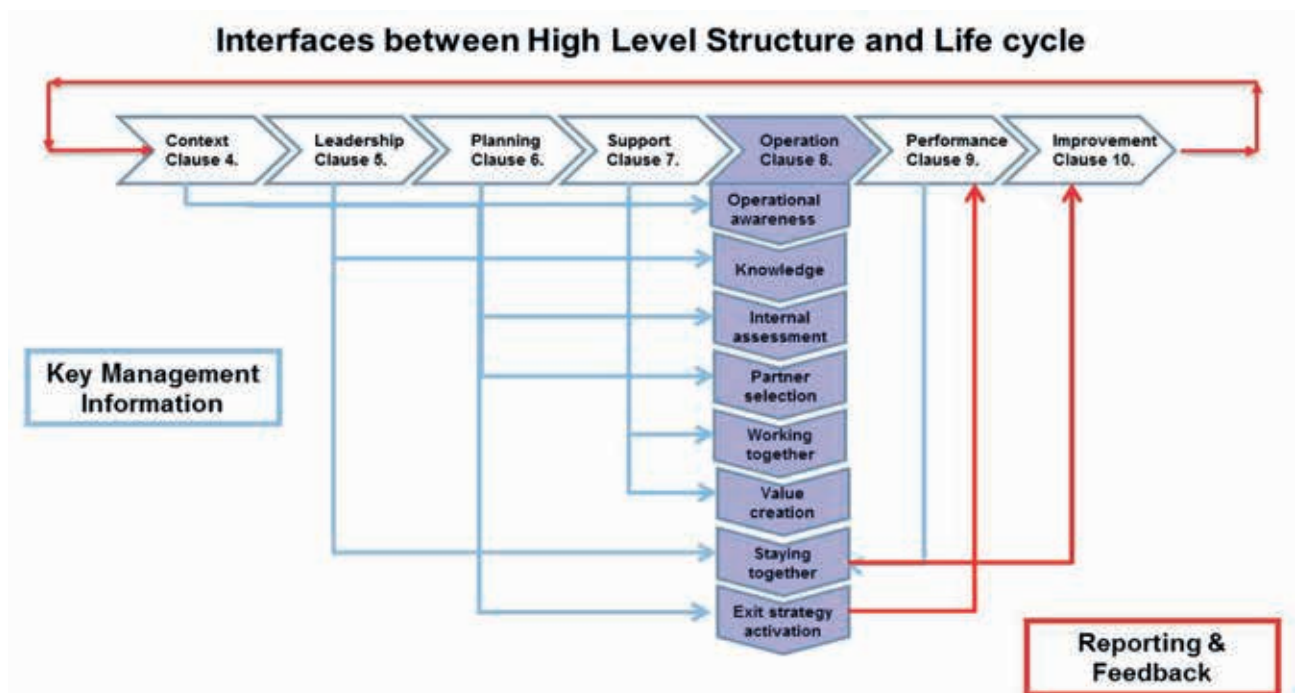 Interfaces between High Level Structure and Life cycle
Context
Clause 4.
Leadership
Clause 5.
Planning
Clause 6.
Support
Clause 7.
Operation
Clause 8.
Performance
Clause 9.
Improvement
Clause 10.
Operational
awareness
Knowledge
Internal
assessment
Partner
selection
Working
together
Value
creation
Staying
together
Exit strategy
activation
Key Management
Information
Reporting &
Feedback